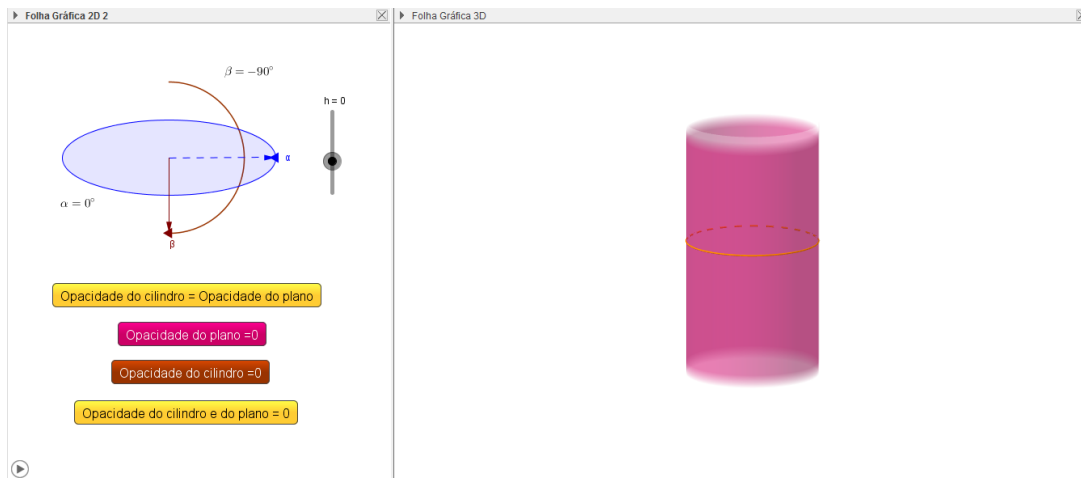 Folha Gráfica 2D 2
β = −90°
h = 0
α
α = 0°
β
Opacidade do cilindro = Opacidade do plano
Opacidade do plano =0
Opacidade do cilindro =0
Opacidade do cilindro e do plano = 0
Folha Gráfica 3D